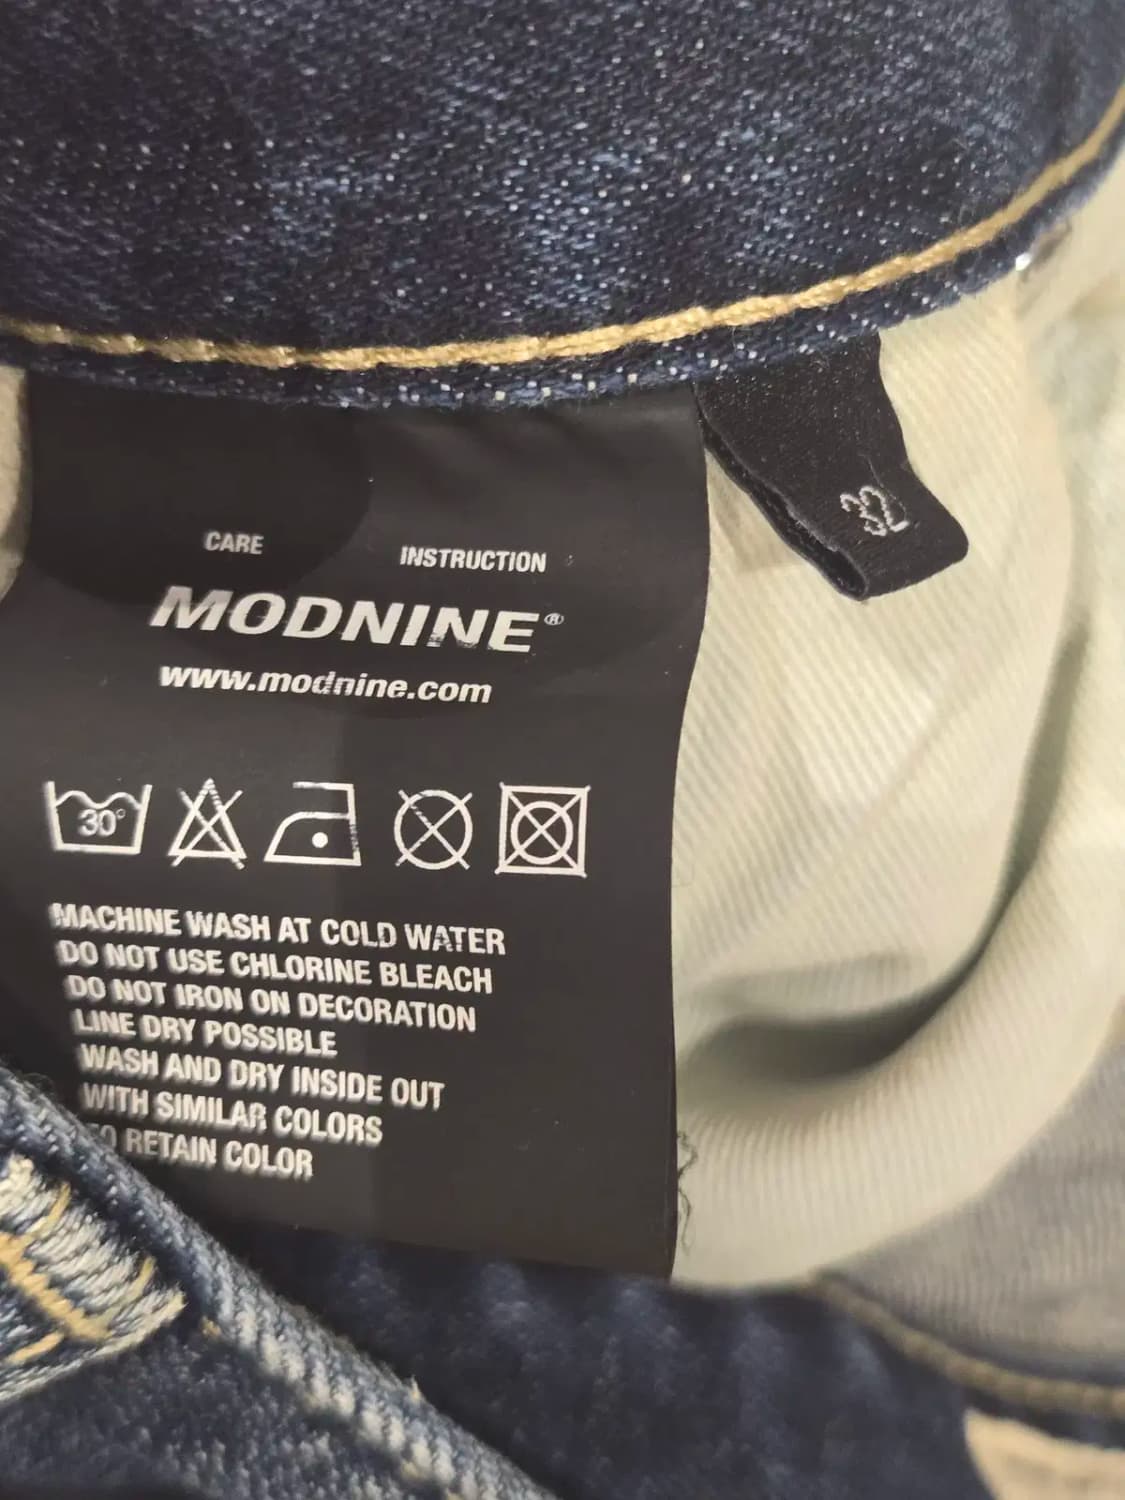 32
CARE INSTRUCTION
MODNINE®
www.modnine.com
30°
MACHINE WASH AT COLD WATER
DO NOT USE CHLORINE BLEACH
DO NOT IRON ON DECORATION
LINE DRY POSSIBLE
WASH AND DRY INSIDE OUT
WITH SIMILAR COLORS
TO RETAIN COLOR